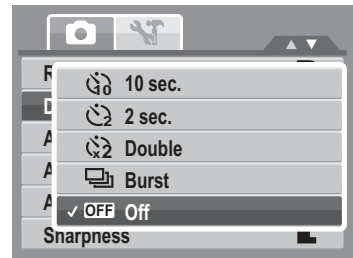 R
10 sec.
D
2 sec.
A
Double
A
Burst
A
OFF Off
Sharpness